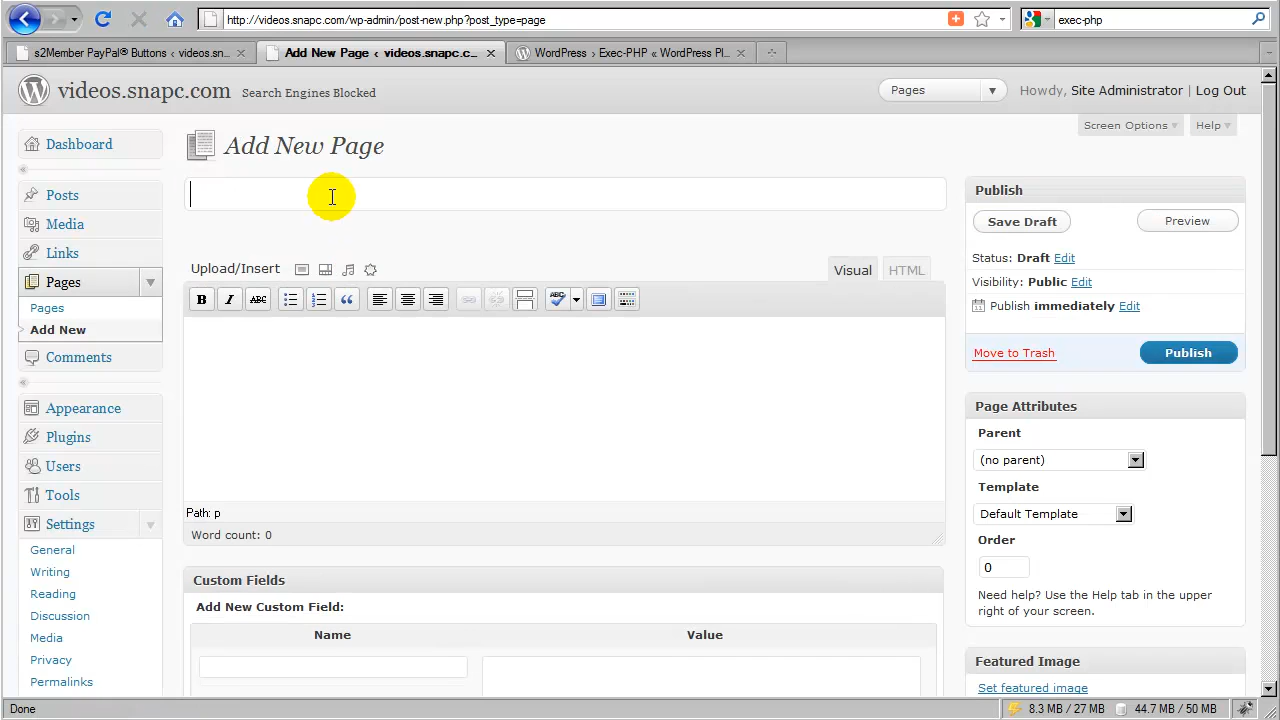 http://videos.snapc.com/wp-admin/post-new.php?post_type=page
exec-php
s2Member PayPal® Buttons ‹ videos.sn...
Add New Page ‹ videos.snapc.c...
WordPress › Exec-PHP « WordPress Pl...
videos.snapc.com Search Engines Blocked
Pages
Howdy, Site Administrator | Log Out
Screen Options
Help
Dashboard
Posts
Media
Links
Pages
Pages
Add New
Comments
Appearance
Plugins
Users
Tools
Settings
General
Writing
Reading
Discussion
Media
Privacy
Permalinks
Add New Page
Upload/Insert
Visual
HTML
B I ABC
ABC
Path: p
Word count: 0
Custom Fields
Add New Custom Field:
Name Value
Publish
Save Draft Preview
Status: Draft Edit
Visibility: Public Edit
Publish immediately Edit
Move to Trash Publish
Page Attributes
Parent
(no parent)
Template
Default Template
Order
0
Need help? Use the Help tab in the upper
right of your screen.
Featured Image
Set featured image
Done
8.3 MB / 27 MB
44.7 MB / 50 MB